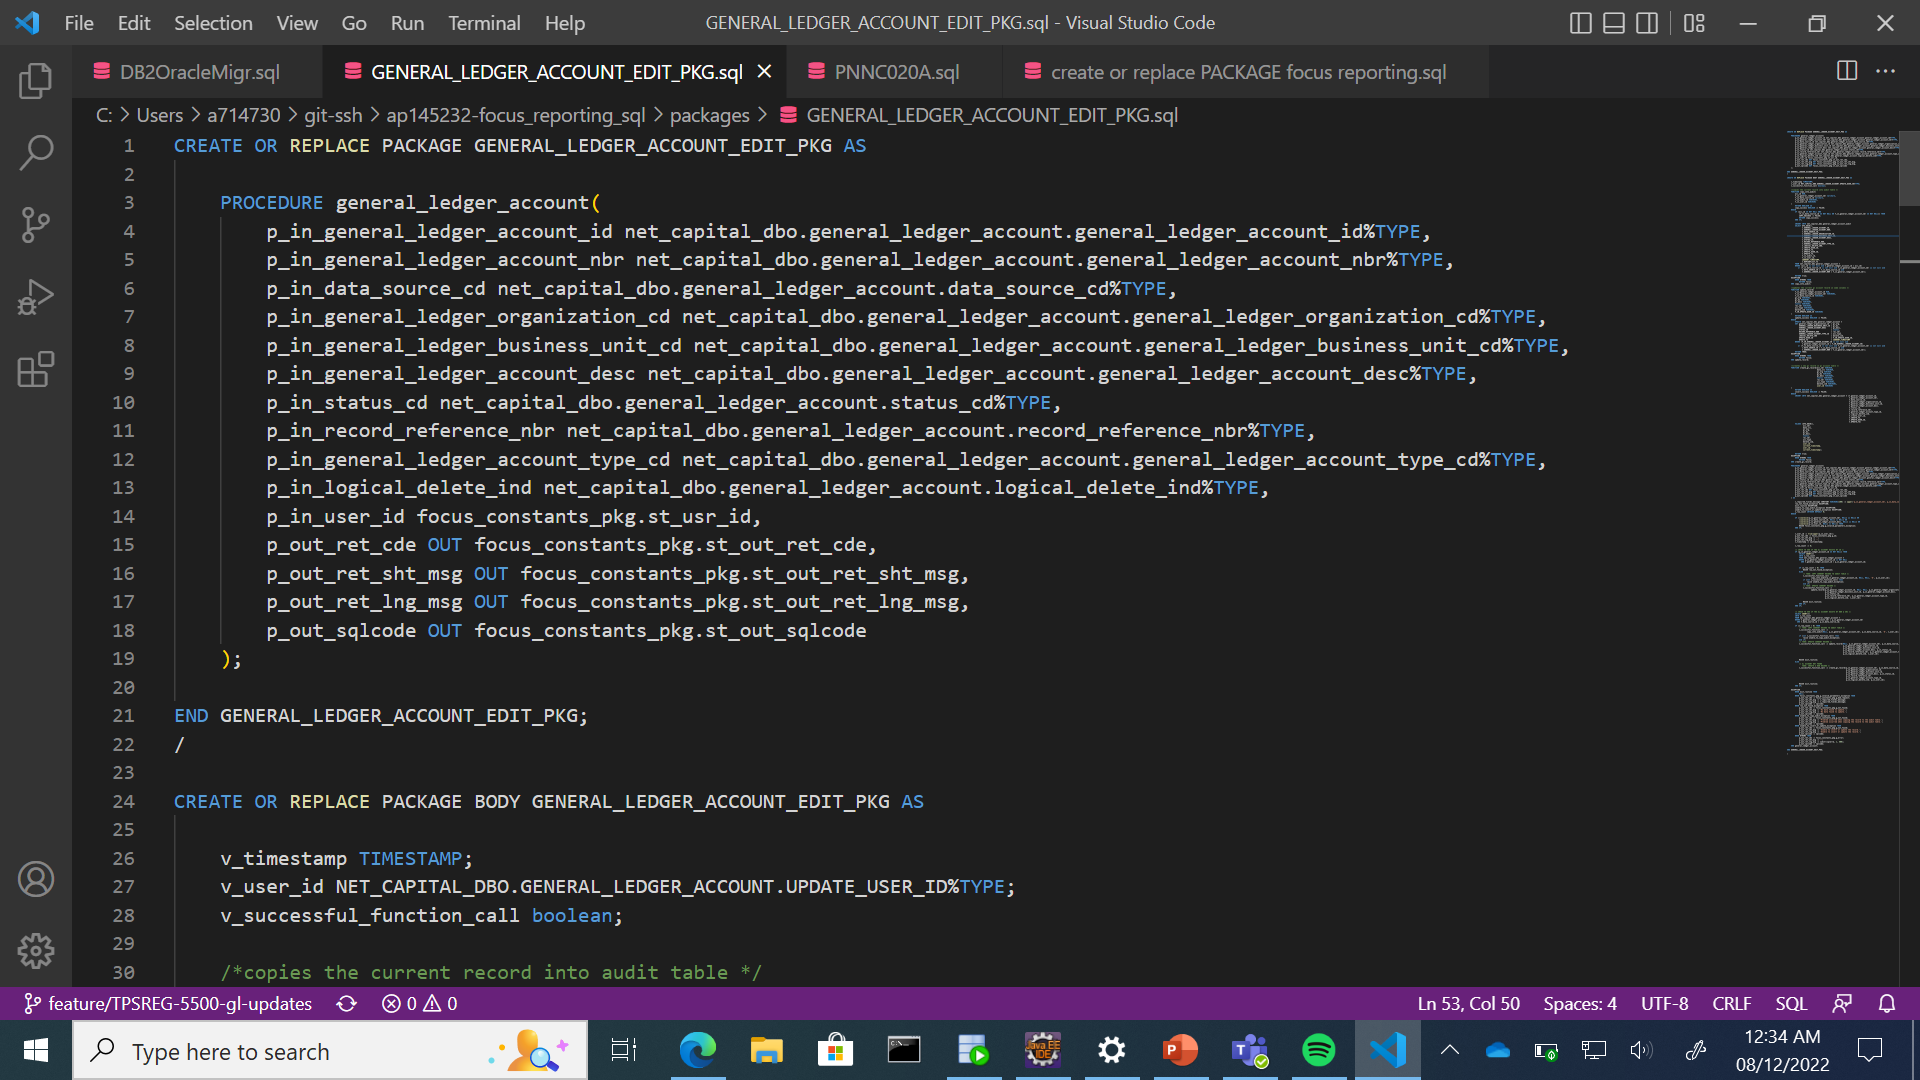 File Edit Selection View Go Run Terminal Help GENERAL_LEDGER_ACCOUNT_EDIT_PKG.sql - Visual Studio Code
DB2OracleMigr.sql GENERAL_LEDGER_ACCOUNT_EDIT_PKG.sql PNNC020A.sql create or replace PACKAGE focus reporting.sql
C: > Users > a714730 > git-ssh > ap145232-focus_reporting_sql > packages > GENERAL_LEDGER_ACCOUNT_EDIT_PKG.sql
1 CREATE OR REPLACE PACKAGE GENERAL_LEDGER_ACCOUNT_EDIT_PKG AS
2
3 PROCEDURE general_ledger_account(
4 p_in_general_ledger_account_id net_capital_dbo.general_ledger_account.general_ledger_account_id%TYPE,
5 p_in_general_ledger_account_nbr net_capital_dbo.general_ledger_account.general_ledger_account_nbr%TYPE,
6 p_in_data_source_cd net_capital_dbo.general_ledger_account.data_source_cd%TYPE,
7 p_in_general_ledger_organization_cd net_capital_dbo.general_ledger_account.general_ledger_organization_cd%TYPE,
8 p_in_general_ledger_business_unit_cd net_capital_dbo.general_ledger_account.general_ledger_business_unit_cd%TYPE,
9 p_in_general_ledger_account_desc net_capital_dbo.general_ledger_account.general_ledger_account_desc%TYPE,
10 p_in_status_cd net_capital_dbo.general_ledger_account.status_cd%TYPE,
11 p_in_record_reference_nbr net_capital_dbo.general_ledger_account.record_reference_nbr%TYPE,
12 p_in_general_ledger_account_type_cd net_capital_dbo.general_ledger_account.general_ledger_account_type_cd%TYPE,
13 p_in_logical_delete_ind net_capital_dbo.general_ledger_account.logical_delete_ind%TYPE,
14 p_in_user_id focus_constants_pkg.st_usr_id,
15 p_out_ret_cde OUT focus_constants_pkg.st_out_ret_cde,
16 p_out_ret_sht_msg OUT focus_constants_pkg.st_out_ret_sht_msg,
17 p_out_ret_lng_msg OUT focus_constants_pkg.st_out_ret_lng_msg,
18 p_out_sqlcode OUT focus_constants_pkg.st_out_sqlcode
19 );
20
21 END GENERAL_LEDGER_ACCOUNT_EDIT_PKG;
22 /
23
24 CREATE OR REPLACE PACKAGE BODY GENERAL_LEDGER_ACCOUNT_EDIT_PKG AS
25
26 v_timestamp TIMESTAMP;
27 v_user_id NET_CAPITAL_DBO.GENERAL_LEDGER_ACCOUNT.UPDATE_USER_ID%TYPE;
28 v_successful_function_call boolean;
29
30 /*copies the current record into audit table */
feature/TPSREG-5500-gl-updates 0 0 Ln 53, Col 50 Spaces: 4 UTF-8 CRLF SQL
Type here to search
Java EE IDE
12:34 AM
08/12/2022